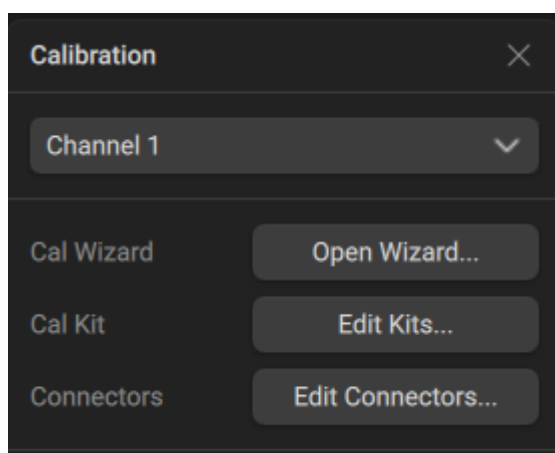 Calibration
Channel 1
Cal Wizard Open Wizard...
Cal Kit Edit Kits...
Connectors Edit Connectors...